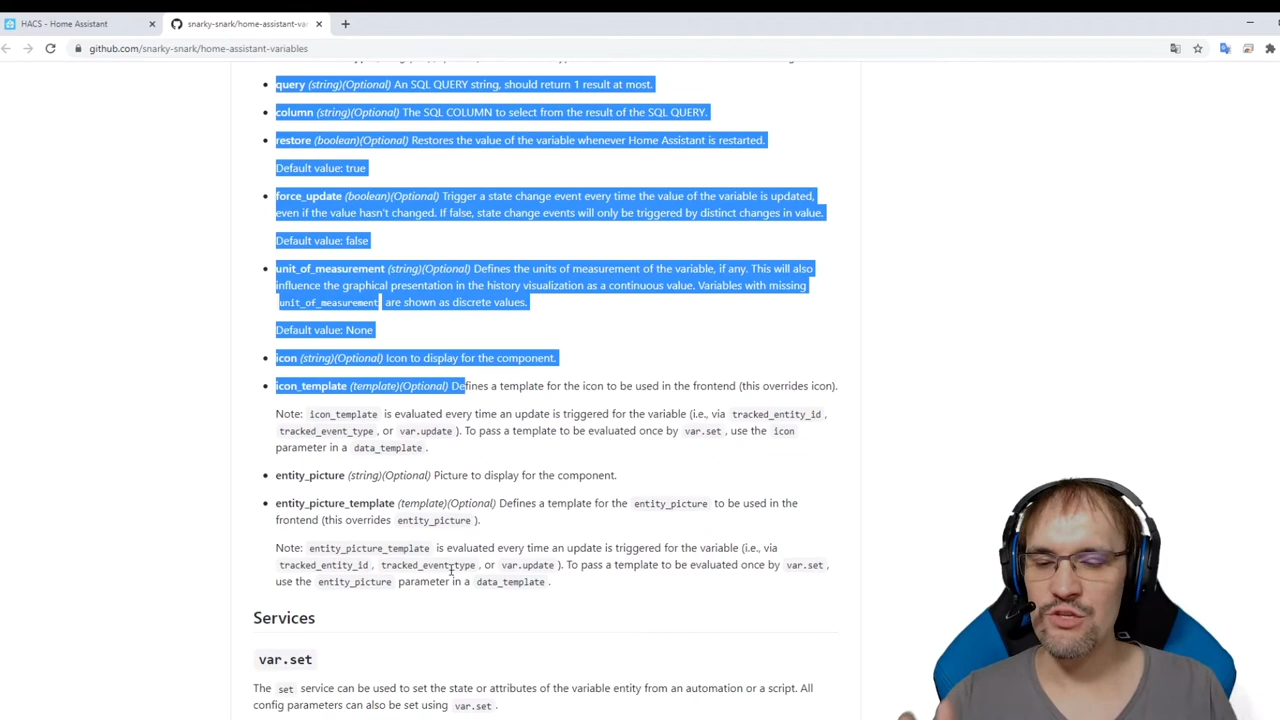 HACS - Home Assistant
snarky-snark/home-assistant-va
github.com/snarky-snark/home-assistant-variables
query (string)(Optional) An SQL QUERY string, should return 1 result at most.
column (string)(Optional) The SQL COLUMN to select from the result of the SQL QUERY.
restore (boolean)(Optional) Restores the value of the variable whenever Home Assistant is restarted.
Default value: true
force_update (boolean)(Optional) Trigger a state change event every time the value of the variable is updated,
even if the value hasn't changed. If false, state change events will only be triggered by distinct changes in value.
Default value: false
unit_of_measurement (string)(Optional) Defines the units of measurement of the variable, if any. This will also
influence the graphical presentation in the history visualization as a continuous value. Variables with missing
unit_of_measurement are shown as discrete values.
Default value: None
icon (string)(Optional) Icon to display for the component.
icon_template (template)(Optional) Defines a template for the icon to be used in the frontend (this overrides icon).
Note: icon_template is evaluated every time an update is triggered for the variable (i.e., via tracked_entity_id ,
tracked_event_type , or var.update ). To pass a template to be evaluated once by var.set , use the icon
parameter in a data_template .
entity_picture (string)(Optional) Picture to display for the component.
entity_picture_template (template)(Optional) Defines a template for the entity_picture to be used in the
frontend (this overrides entity_picture ).
Note: entity_picture_template is evaluated every time an update is triggered for the variable (i.e., via
tracked_entity_id , tracked_event_type , or var.update ). To pass a template to be evaluated once by var.set ,
use the entity_picture parameter in a data_template .
Services
var.set
The set service can be used to set the state or attributes of the variable entity from an automation or a script. All
config parameters can also be set using var.set .